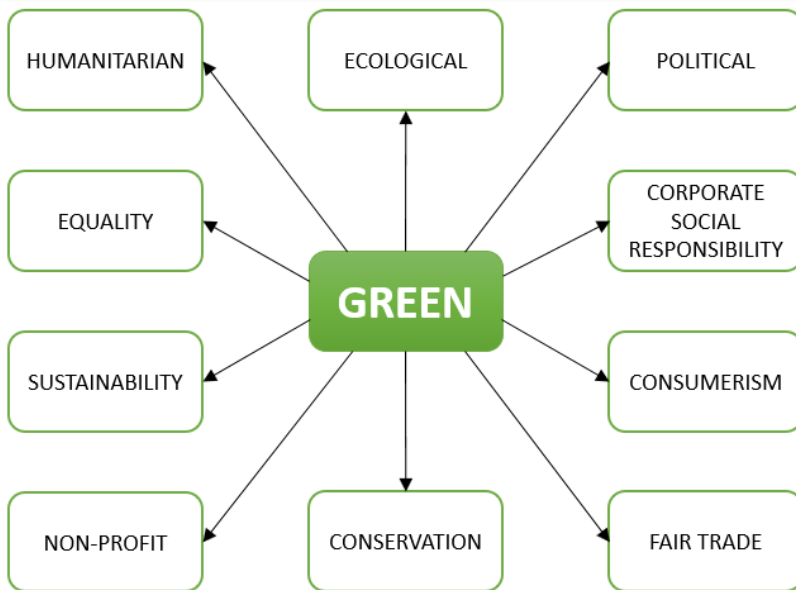 HUMANITARIAN
ECOLOGICAL
POLITICAL
EQUALITY
CORPORATE
SOCIAL
RESPONSIBILITY
GREEN
SUSTAINABILITY
CONSUMERISM
NON-PROFIT
CONSERVATION
FAIR TRADE